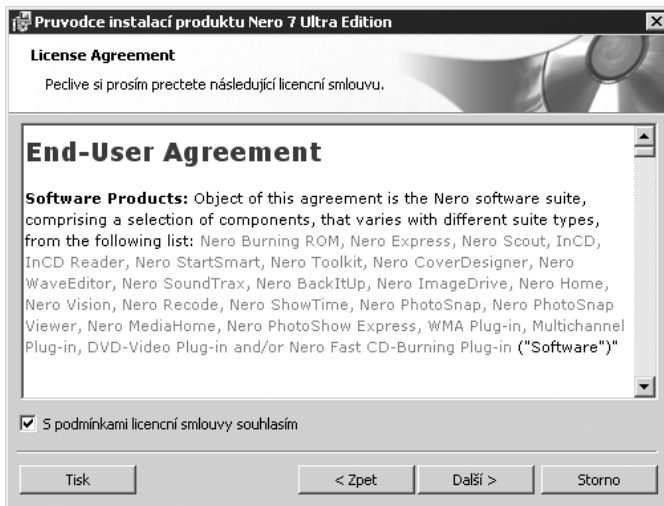 Pruvodce instalací produktu Nero 7 Ultra Edition
License Agreement
Peclive si prosím prectete následující licencní smlouvu.
End-User Agreement
Software Products: Object of this agreement is the Nero software suite,
comprising a selection of components, that varies with different suite types,
from the following list: Nero Burning ROM, Nero Express, Nero Scout, InCD,
InCD Reader, Nero StartSmart, Nero Toolkit, Nero CoverDesigner, Nero
WaveEditor, Nero SoundTrax, Nero BackItUp, Nero ImageDrive, Nero Home,
Nero Vision, Nero Recode, Nero ShowTime, Nero PhotoSnap, Nero PhotoSnap
Viewer, Nero MediaHome, Nero PhotoShow Express, WMA Plug-in, Multichannel
Plug-in, DVD-Video Plug-in and/or Nero Fast CD-Burning Plug-in ("Software")"
S podmínkami licencní smlouvy souhlasím
Tisk
< Zpet
Další >
Storno